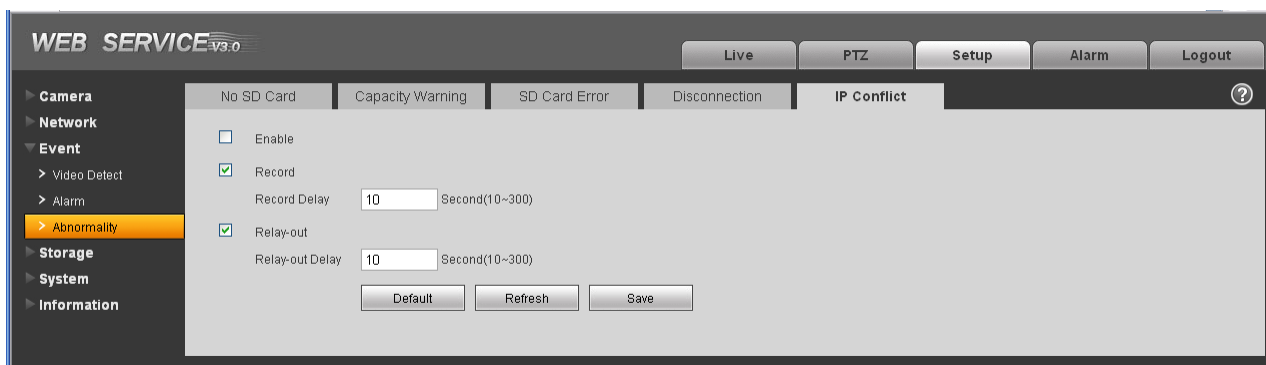 WEB SERVICE V3.0
Live PTZ Setup Alarm Logout
Camera
Network
Event
> Video Detect
> Alarm
> Abnormality
Storage
System
Information
No SD Card Capacity Warning SD Card Error Disconnection IP Conflict ?
Enable
Record
Record Delay 10 Second(10~300)
Relay-out
Relay-out Delay 10 Second(10~300)
Default Refresh Save